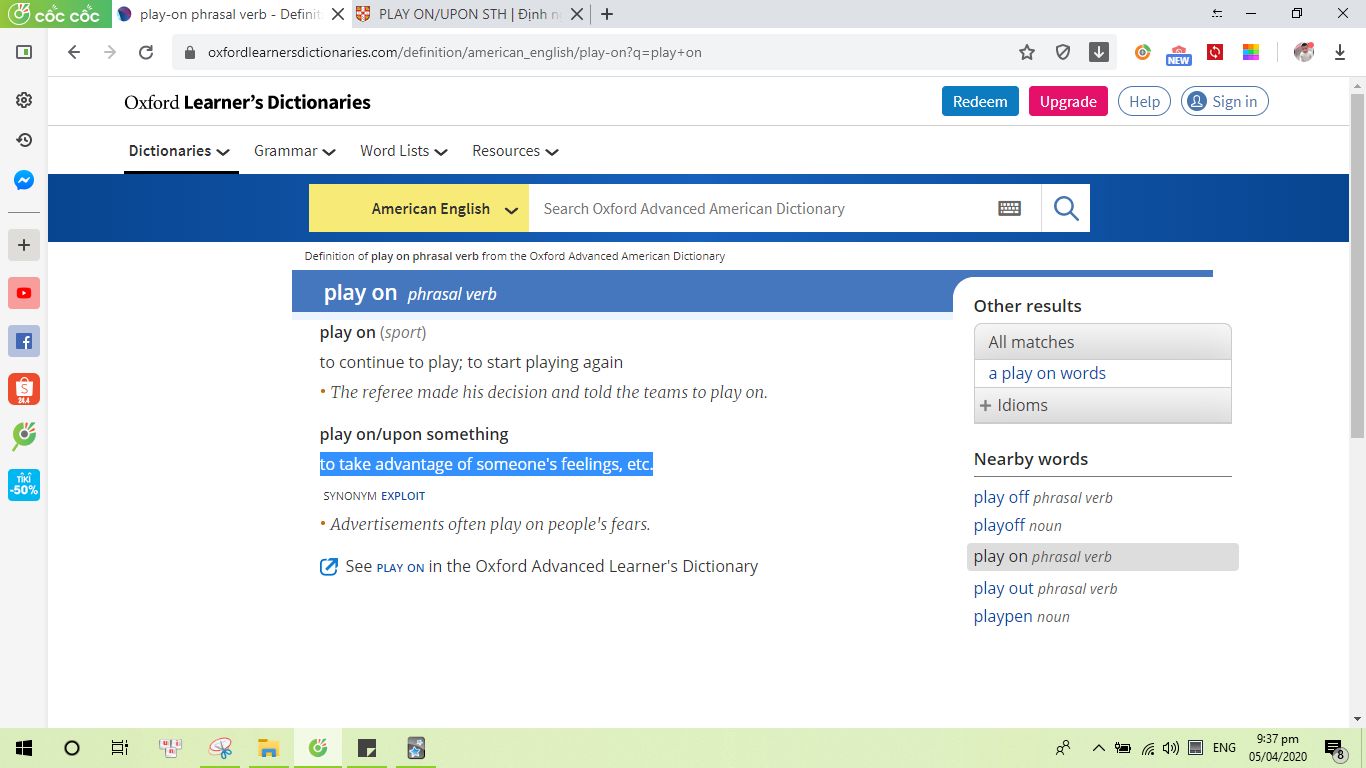 cốc cốc
play-on phrasal verb - Definit
PLAY ON/UPON STH | Định n
oxfordlearnersdictionaries.com/definition/american_english/play-on?q=play+on
NEW
Oxford Learner's Dictionaries
Redeem
Upgrade
Help
Sign in
Dictionaries
Grammar
Word Lists
Resources
American English
Search Oxford Advanced American Dictionary
Definition of play on phrasal verb from the Oxford Advanced American Dictionary
play on phrasal verb
play on (sport)
to continue to play; to start playing again
• The referee made his decision and told the teams to play on.
play on/upon something
to take advantage of someone's feelings, etc.
SYNONYM EXPLOIT
• Advertisements often play on people's fears.
See PLAY ON in the Oxford Advanced Learner's Dictionary
Other results
All matches
a play on words
+ Idioms
Nearby words
play off phrasal verb
playoff noun
play on phrasal verb
play out phrasal verb
playpen noun
S
24.4
TIKI
-50%
ENG
9:37 pm
05/04/2020
8